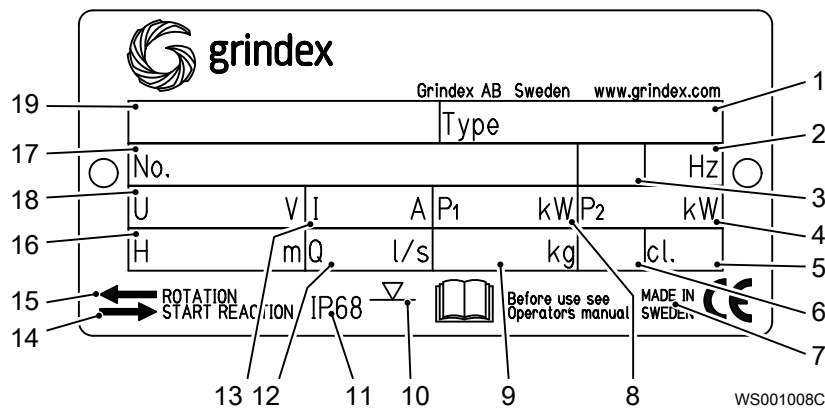 grindex
Grindex AB Sweden www.grindex.com
19 1
Type
17 No. Hz 2
3
18 U V I A P1 kW P2 kW 4
16 H m Q l/s kg cl. 5
6
15 ROTATION
14 START REACTION IP68 Before use see
Operators manual MADE IN
SWEDEN CE
7
13 12 11 10 9 8
WS001008C